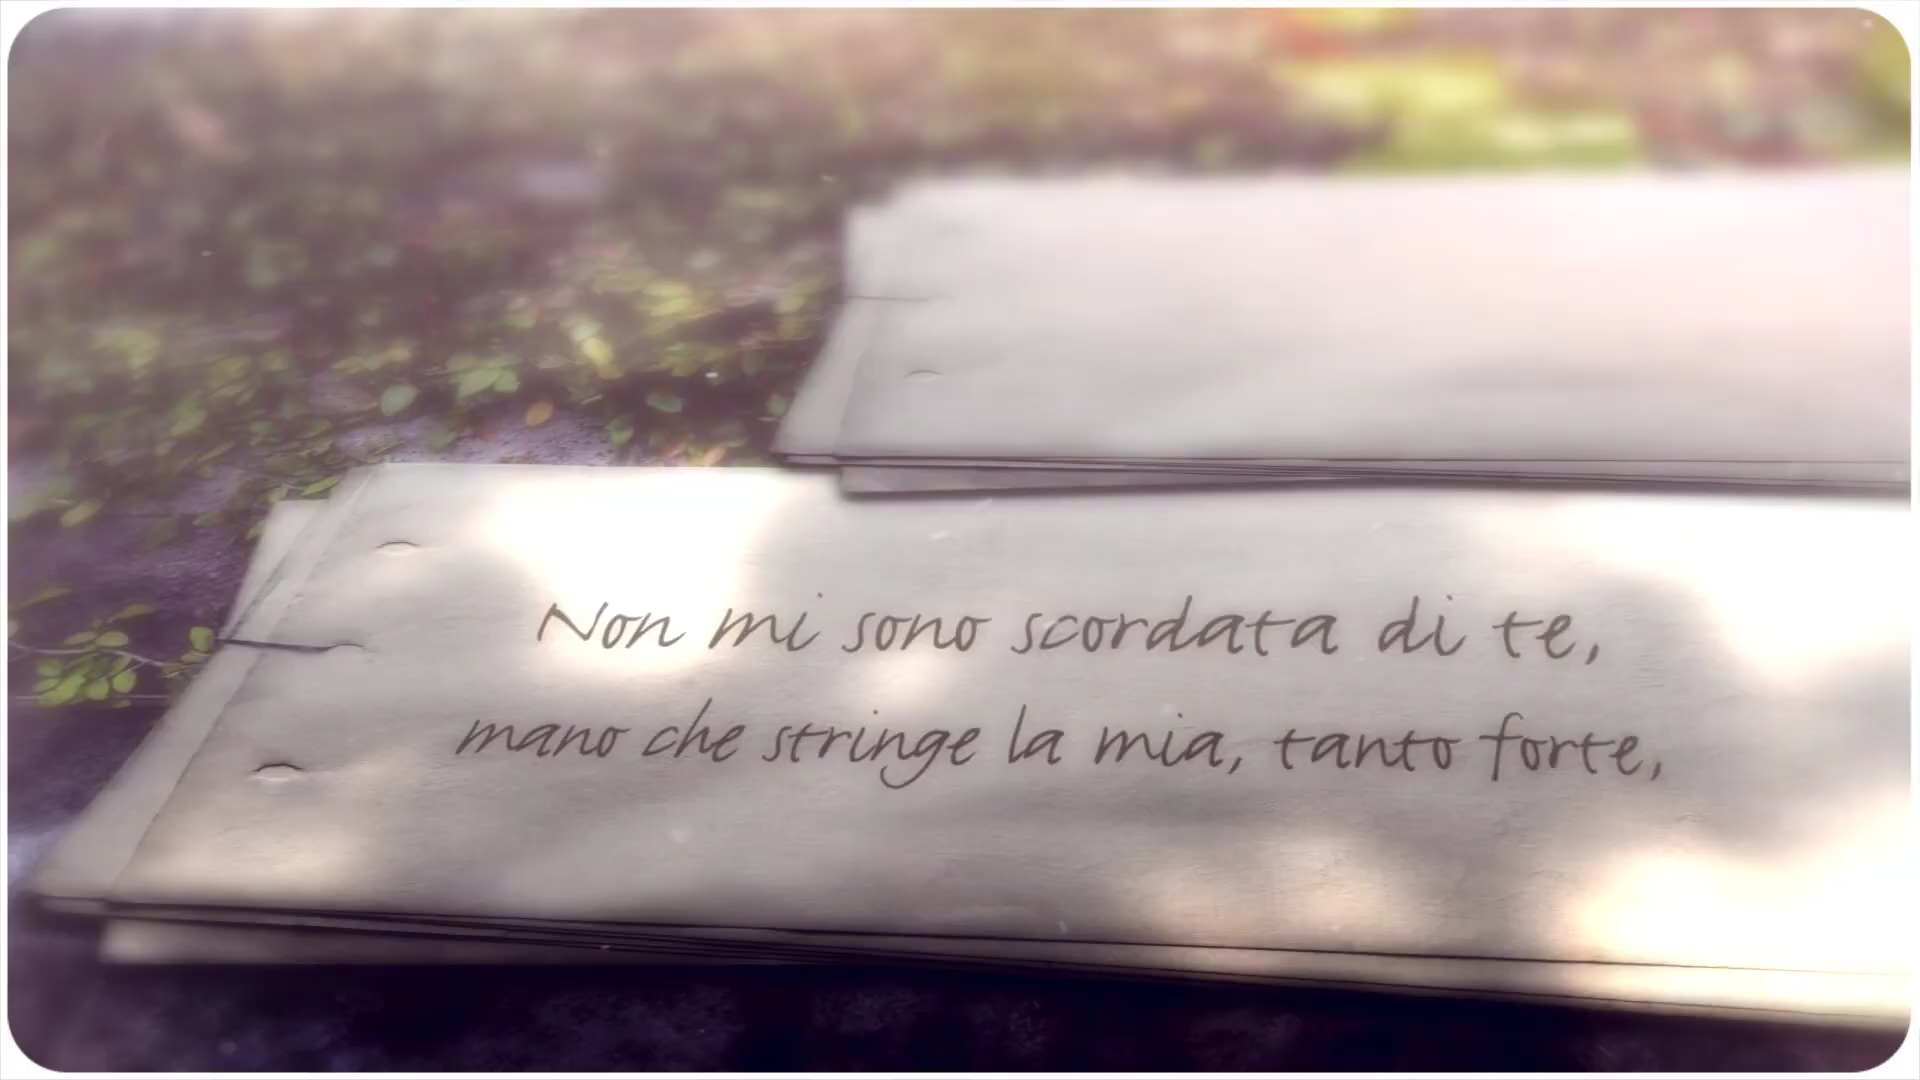 Non mi sono scordata di te,
mano che stringe la mia, tanto forte,